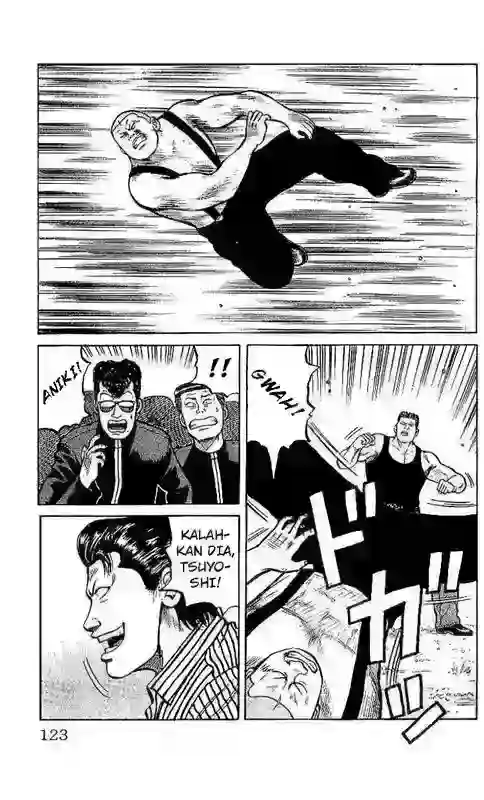 ANIKI!
!!
GWAH!
ドガッ
KALAH-
KAN DIA,
TSUYO-
SHI!
123